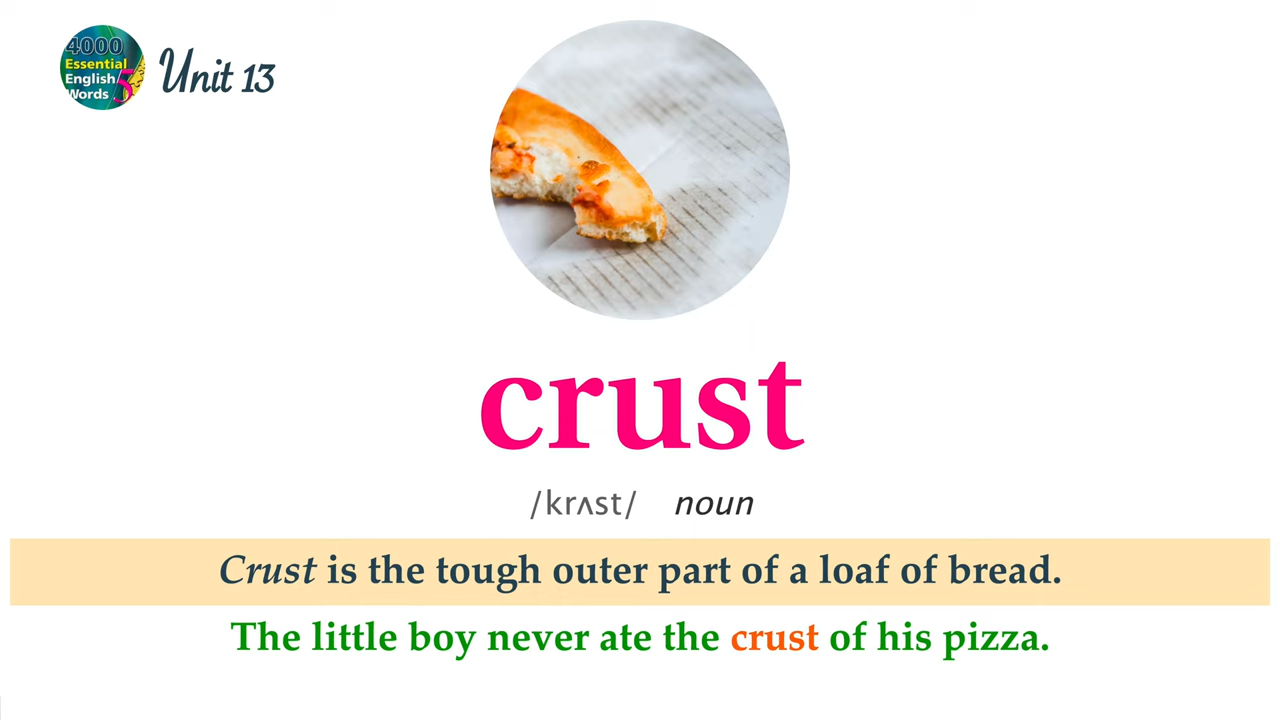 4000
Essential
English
Words 5
Unit 13
crust
/krʌst/ noun
Crust is the tough outer part of a loaf of bread.
The little boy never ate the crust of his pizza.